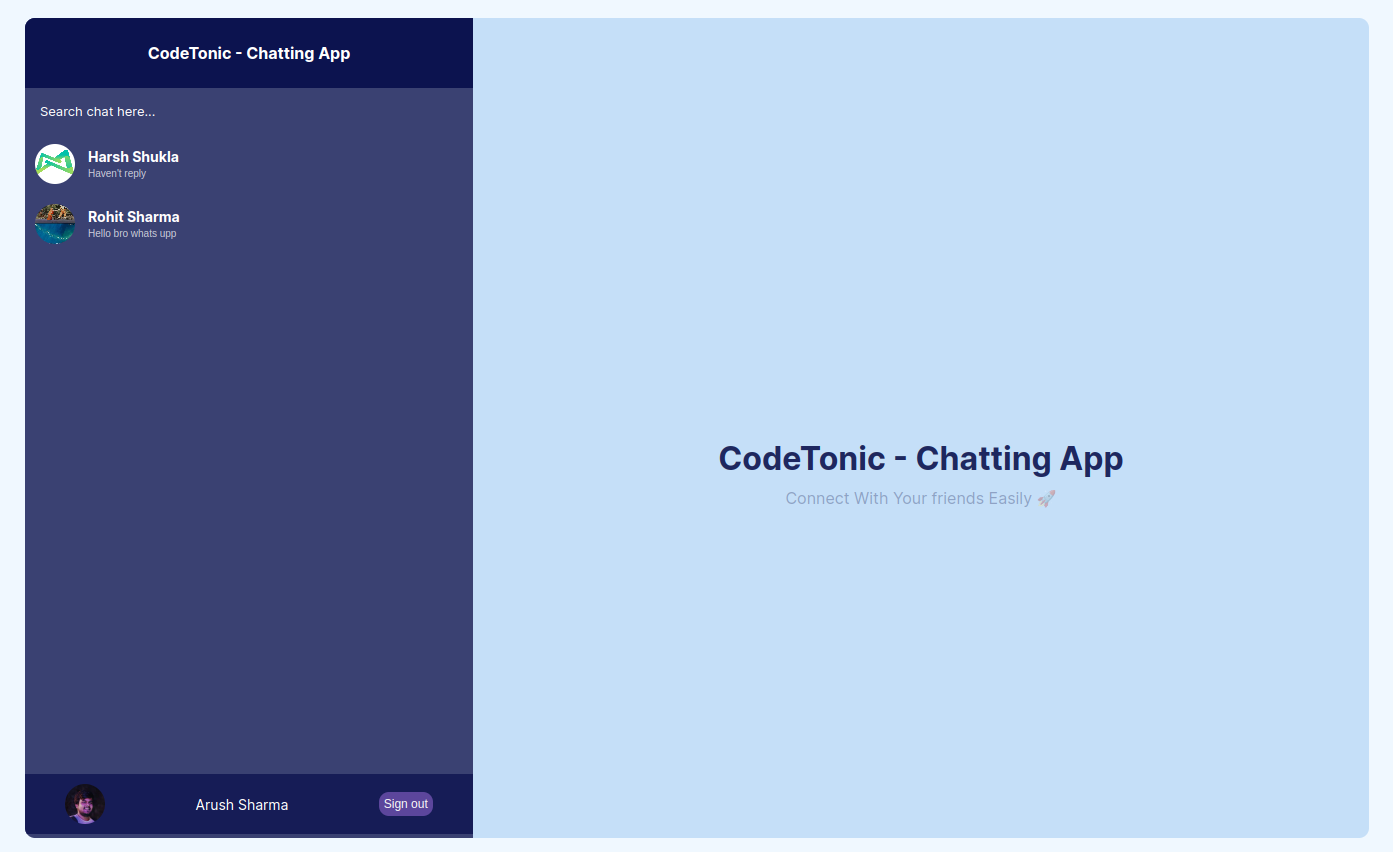 CodeTonic - Chatting App
Search chat here...
Harsh Shukla
Haven't reply
Rohit Sharma
Hello bro whats upp
CodeTonic - Chatting App
Connect With Your friends Easily 🚀
Arush Sharma
Sign out